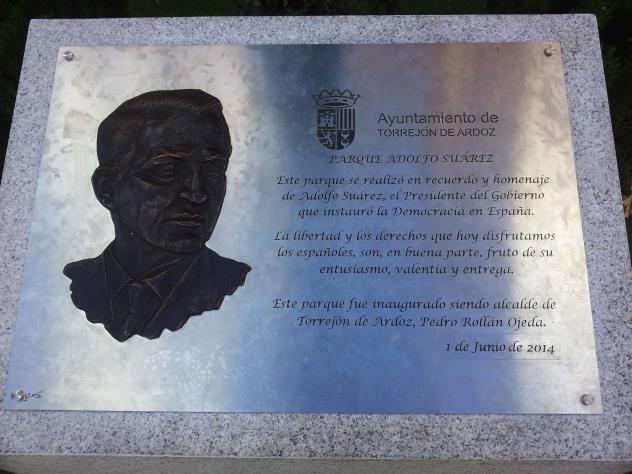 Ayuntamiento de
TORREJÓN DE ARDOZ
PARQUE ADOLFO SUÁREZ
Este parque se realizó en recuerdo y homenaje
de Adolfo Suárez, el Presidente del Gobierno
que instauró la Democracia en España.
La libertad y los derechos que hoy disfrutamos
los españoles, son, en buena parte, fruto de su
entusiasmo, valentía y entrega.
Este parque fue inaugurado siendo alcalde de
Torrejón de Ardoz, Pedro Rollán Ojeda.
1 de Junio de 2014